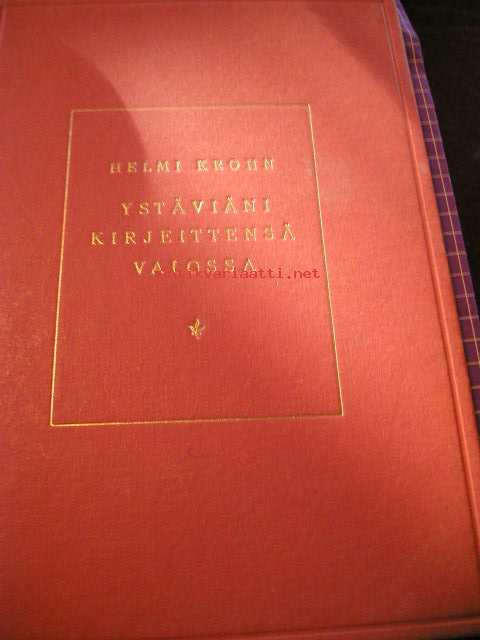 HELMI KROHN
YSTÄVIÄNI
KIRJEITTENSÄ
VALOSSA